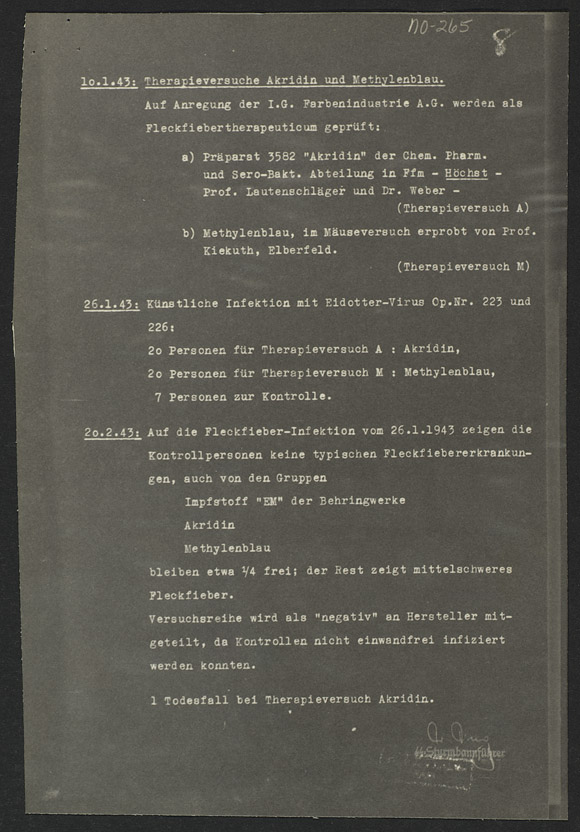 NO-265
8
lo.1.43: Therapieversuche Akridin und Methylenblau.
Auf Anregung der I.G. Farbenindustrie A.G. werden als
Fleckfiebertherapeuticum geprüft:
a) Präparat 3582 "Akridin" der Chem. Pharm.
und Sero-Bakt. Abteilung in Ffm - Höchst -
Prof. Lautenschläger und Dr. Weber -
(Therapieversuch A)
b) Methylenblau, im Mäuseversuch erprobt von Prof.
Kiekuth, Elberfeld.
(Therapieversuch M)
26.1.43: Künstliche Infektion mit Eidotter-Virus Op.Nr. 223 und
226:
2o Personen für Therapieversuch A : Akridin,
2o Personen für Therapieversuch M : Methylenblau,
7 Personen zur Kontrolle.
2o.2.43: Auf die Fleckfieber-Infektion vom 26.1.1943 zeigen die
Kontrollpersonen keine typischen Fleckfiebererkrankun-
gen, auch von den Gruppen
Impfstoff "EM" der Behringwerke
Akridin
Methylenblau
bleiben etwa 1/4 frei; der Rest zeigt mittelschweres
Fleckfieber.
Versuchsreihe wird als "negativ" an Hersteller mit-
geteilt, da Kontrollen nicht einwandfrei infiziert
werden konnten.
1 Todesfall bei Therapieversuch Akridin.
SS-Sturmbannführer